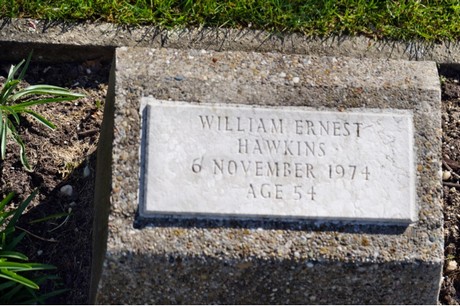 WILLIAM ERNEST
HAWKINS
6 NOVEMBER 1974
AGE 54